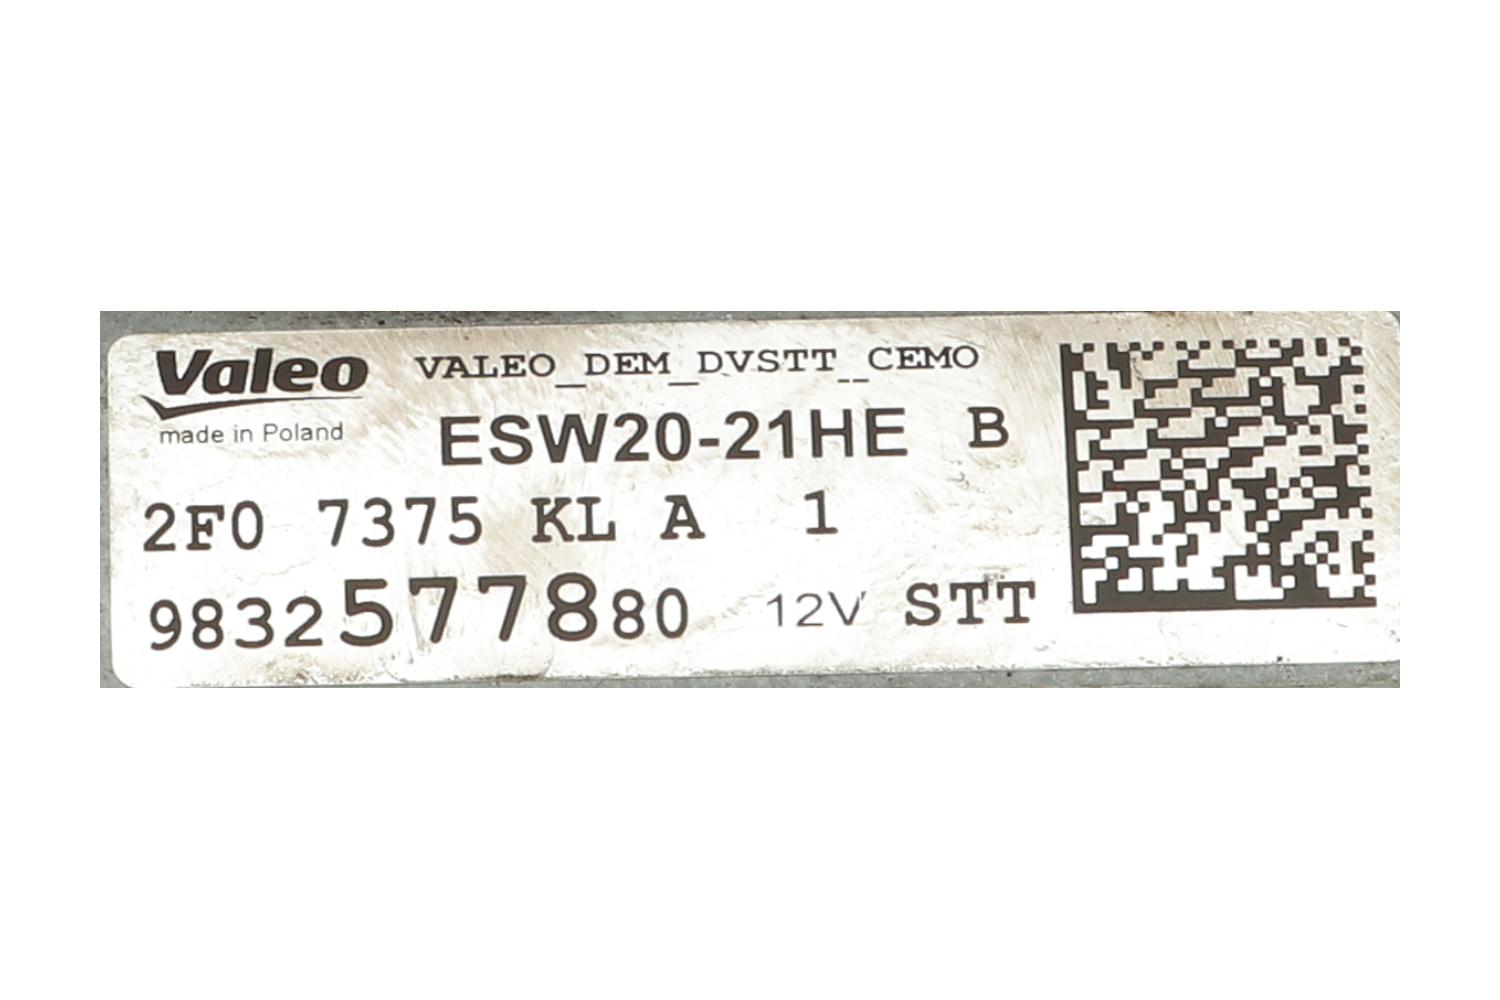 Valeo VALEO_DEM_DVSTT_CEMO
made in Poland ESW20-21HE B
2F0 7375 KL A 1
9832577880 12V STT